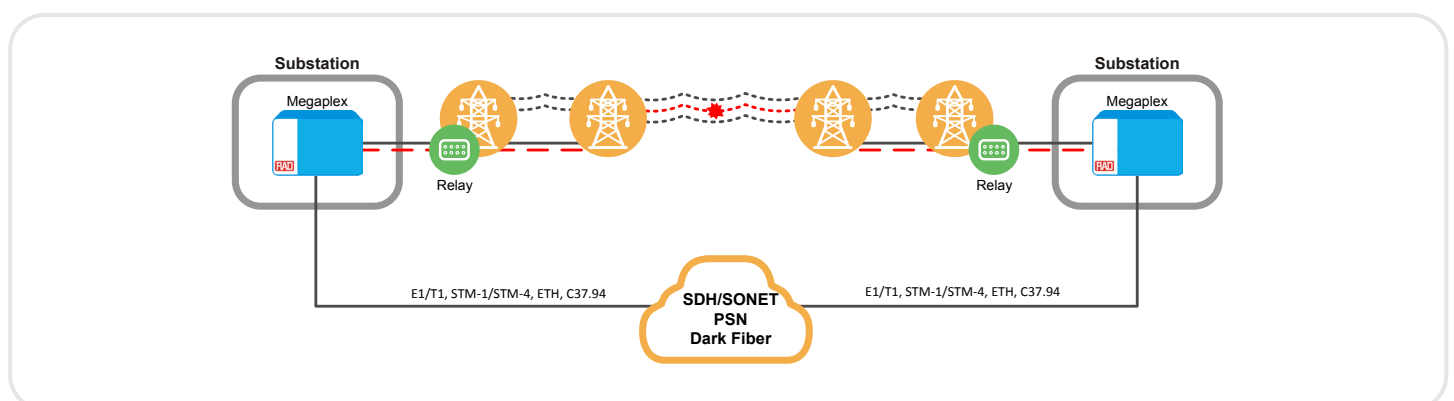 Substation
Substation
Megaplex
Megaplex
RAD
RAD
Relay
Relay
E1/T1, STM-1/STM-4, ETH, C37.94
E1/T1, STM-1/STM-4, ETH, C37.94
SDH/SONET
PSN
Dark Fiber